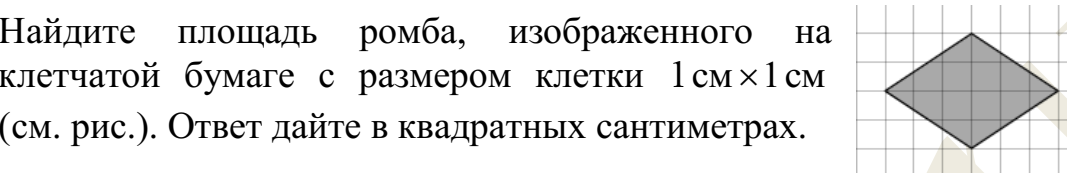 Найдите площадь ромба, изображенного на
клетчатой бумаге с размером клетки 1 см × 1 см
(см. рис.). Ответ дайте в квадратных сантиметрах.